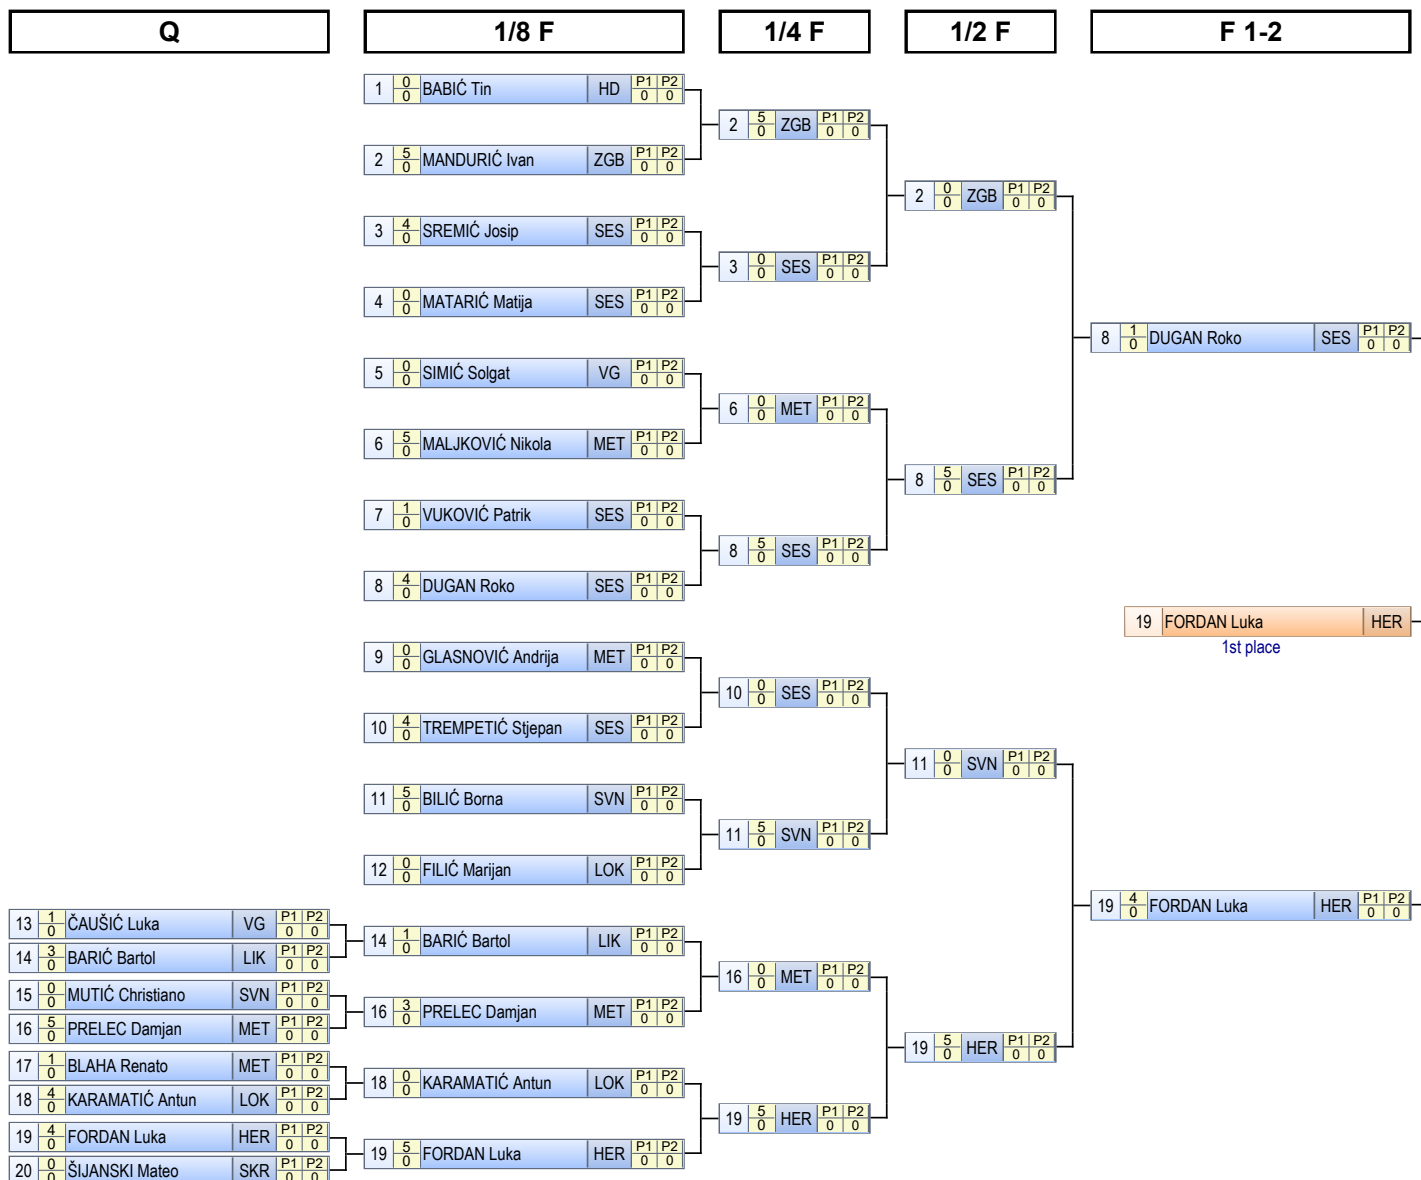 Q 1/8 F 1/4 F 1/2 F F 1-2
1 0 0 BABIĆ Tin HD P1 P2 0 0
2 5 0 ZGB P1 P2 0 0
2 5 0 MANDURIĆ Ivan ZGB P1 P2 0 0
2 0 0 ZGB P1 P2 0 0
3 4 0 SREMIĆ Josip SES P1 P2 0 0
3 0 0 SES P1 P2 0 0
4 0 0 MATARIĆ Matija SES P1 P2 0 0
8 1 0 DUGAN Roko SES P1 P2 0 0
5 0 0 SIMIĆ Solgat VG P1 P2 0 0
6 0 0 MET P1 P2 0 0
6 5 0 MALJKOVIĆ Nikola MET P1 P2 0 0
8 5 0 SES P1 P2 0 0
7 1 0 VUKOVIĆ Patrik SES P1 P2 0 0
8 5 0 SES P1 P2 0 0
8 4 0 DUGAN Roko SES P1 P2 0 0
19 FORDAN Luka HER
1st place
9 0 0 GLASNOVIĆ Andrija MET P1 P2 0 0
10 0 0 SES P1 P2 0 0
10 4 0 TREMPETIĆ Stjepan SES P1 P2 0 0
11 0 0 SVN P1 P2 0 0
11 5 0 BILIĆ Borna SVN P1 P2 0 0
11 5 0 SVN P1 P2 0 0
12 0 0 FILIĆ Marijan LOK P1 P2 0 0
19 4 0 FORDAN Luka HER P1 P2 0 0
13 1 0 ČAUŠIĆ Luka VG P1 P2 0 0
14 1 0 BARIĆ Bartol LIK P1 P2 0 0
14 3 0 BARIĆ Bartol LIK P1 P2 0 0
16 0 0 MET P1 P2 0 0
15 0 0 MUTIĆ Christiano SVN P1 P2 0 0
16 3 0 PRELEC Damjan MET P1 P2 0 0
16 5 0 PRELEC Damjan MET P1 P2 0 0
19 5 0 HER P1 P2 0 0
17 1 0 BLAHA Renato MET P1 P2 0 0
18 0 0 KARAMATIĆ Antun LOK P1 P2 0 0
18 4 0 KARAMATIĆ Antun LOK P1 P2 0 0
19 5 0 HER P1 P2 0 0
19 4 0 FORDAN Luka HER P1 P2 0 0
19 5 0 FORDAN Luka HER P1 P2 0 0
20 0 0 ŠIJANSKI Mateo SKR P1 P2 0 0